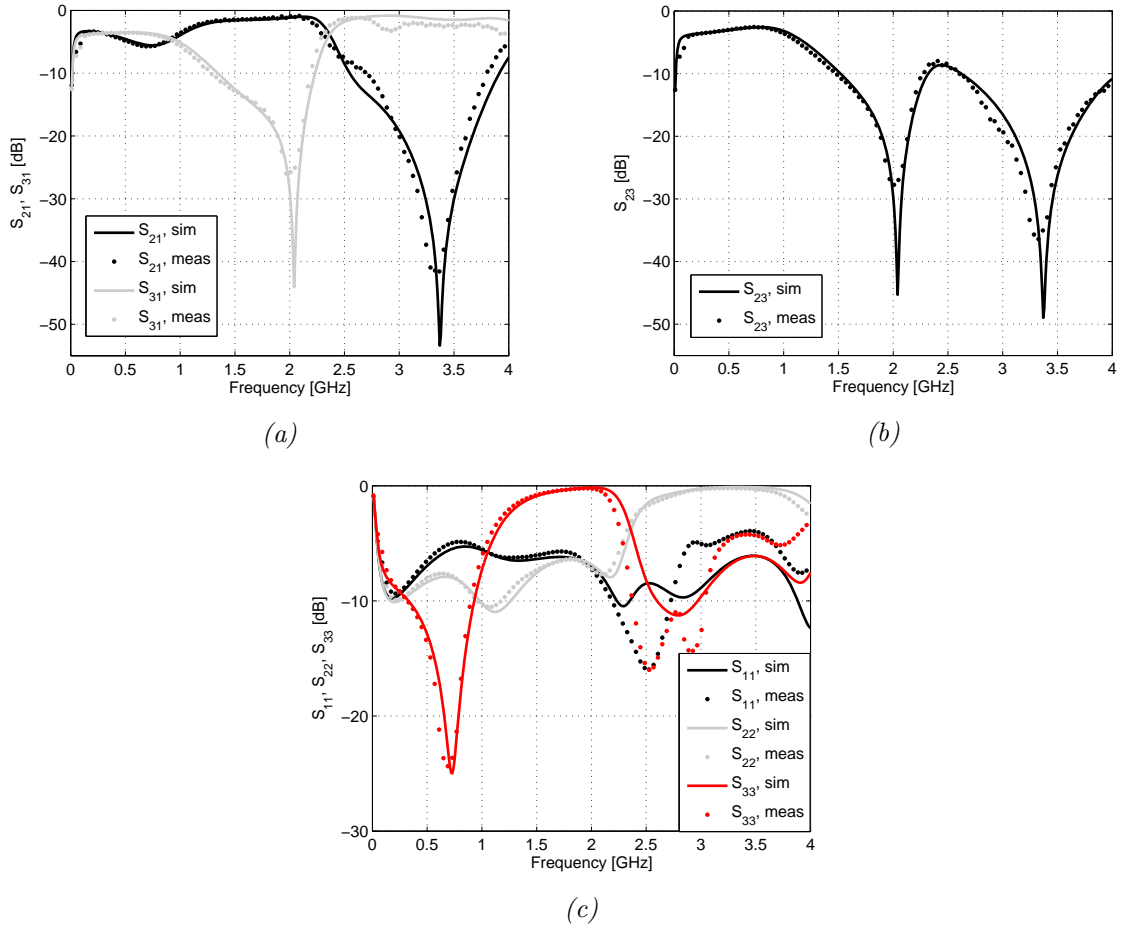 0
−10
−20
−30
−40
−50
S21, S31 [dB]
S21, sim
S21, meas
S31, sim
S31, meas
0 0.5 1 1.5 2 2.5 3 3.5 4
Frequency [GHz]
(a)
0
−10
−20
−30
−40
−50
S23 [dB]
S23, sim
S23, meas
0 0.5 1 1.5 2 2.5 3 3.5 4
Frequency [GHz]
(b)
0
−10
−20
−30
S11, S22, S33 [dB]
S11, sim
S11, meas
S22, sim
S22, meas
S33, sim
S33, meas
0 0.5 1 1.5 2 2.5 3 3.5 4
Frequency [GHz]
(c)